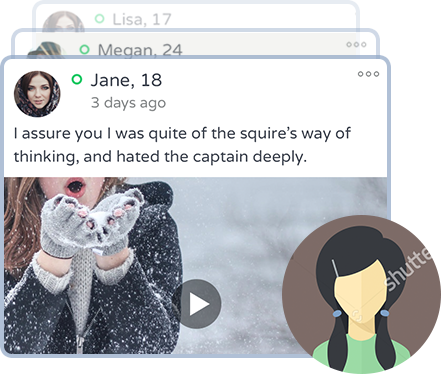 Lisa, 17
Megan, 24
Jane, 18
3 days ago
I assure you I was quite of the squire's way of
thinking, and hated the captain deeply.
shutte